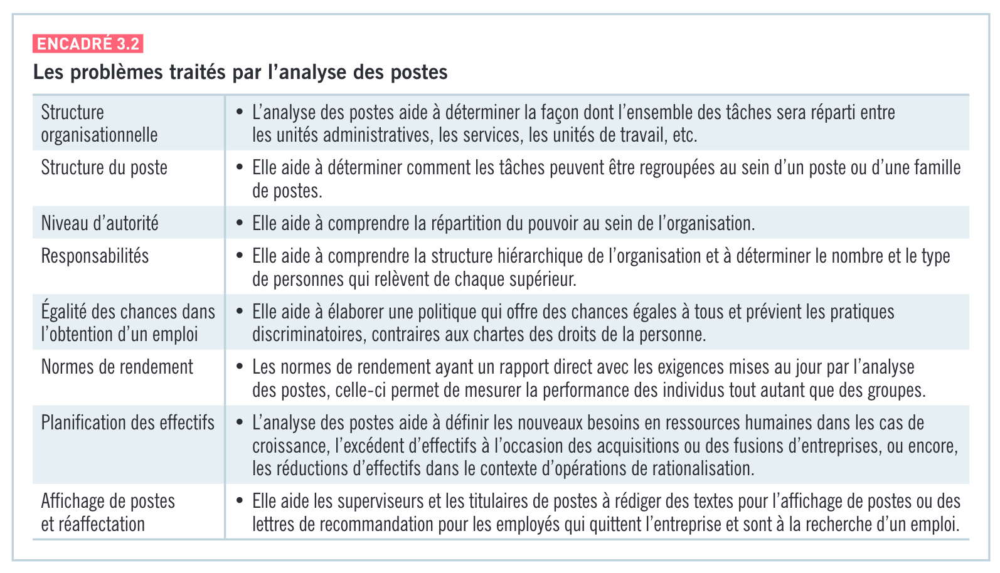 ENCADRÉ 3.2
Les problèmes traités par l’analyse des postes
Structure
organisationnelle
• L’analyse des postes aide à déterminer la façon dont l’ensemble des tâches sera réparti entre
les unités administratives, les services, les unités de travail, etc.
Structure du poste
• Elle aide à déterminer comment les tâches peuvent être regroupées au sein d’un poste ou d’une famille
de postes.
Niveau d’autorité
• Elle aide à comprendre la répartition du pouvoir au sein de l’organisation.
Responsabilités
• Elle aide à comprendre la structure hiérarchique de l’organisation et à déterminer le nombre et le type
de personnes qui relèvent de chaque supérieur.
Égalité des chances dans
l’obtention d’un emploi
• Elle aide à élaborer une politique qui offre des chances égales à tous et prévient les pratiques
discriminatoires, contraires aux chartes des droits de la personne.
Normes de rendement
• Les normes de rendement ayant un rapport direct avec les exigences mises au jour par l’analyse
des postes, celle-ci permet de mesurer la performance des individus tout autant que des groupes.
Planification des effectifs
• L’analyse des postes aide à définir les nouveaux besoins en ressources humaines dans les cas de
croissance, l’excédent d’effectifs à l’occasion des acquisitions ou des fusions d’entreprises, ou encore,
les réductions d’effectifs dans le contexte d’opérations de rationalisation.
Affichage de postes
et réaffectation
• Elle aide les superviseurs et les titulaires de postes à rédiger des textes pour l’affichage de postes ou des
lettres de recommandation pour les employés qui quittent l’entreprise et sont à la recherche d’un emploi.